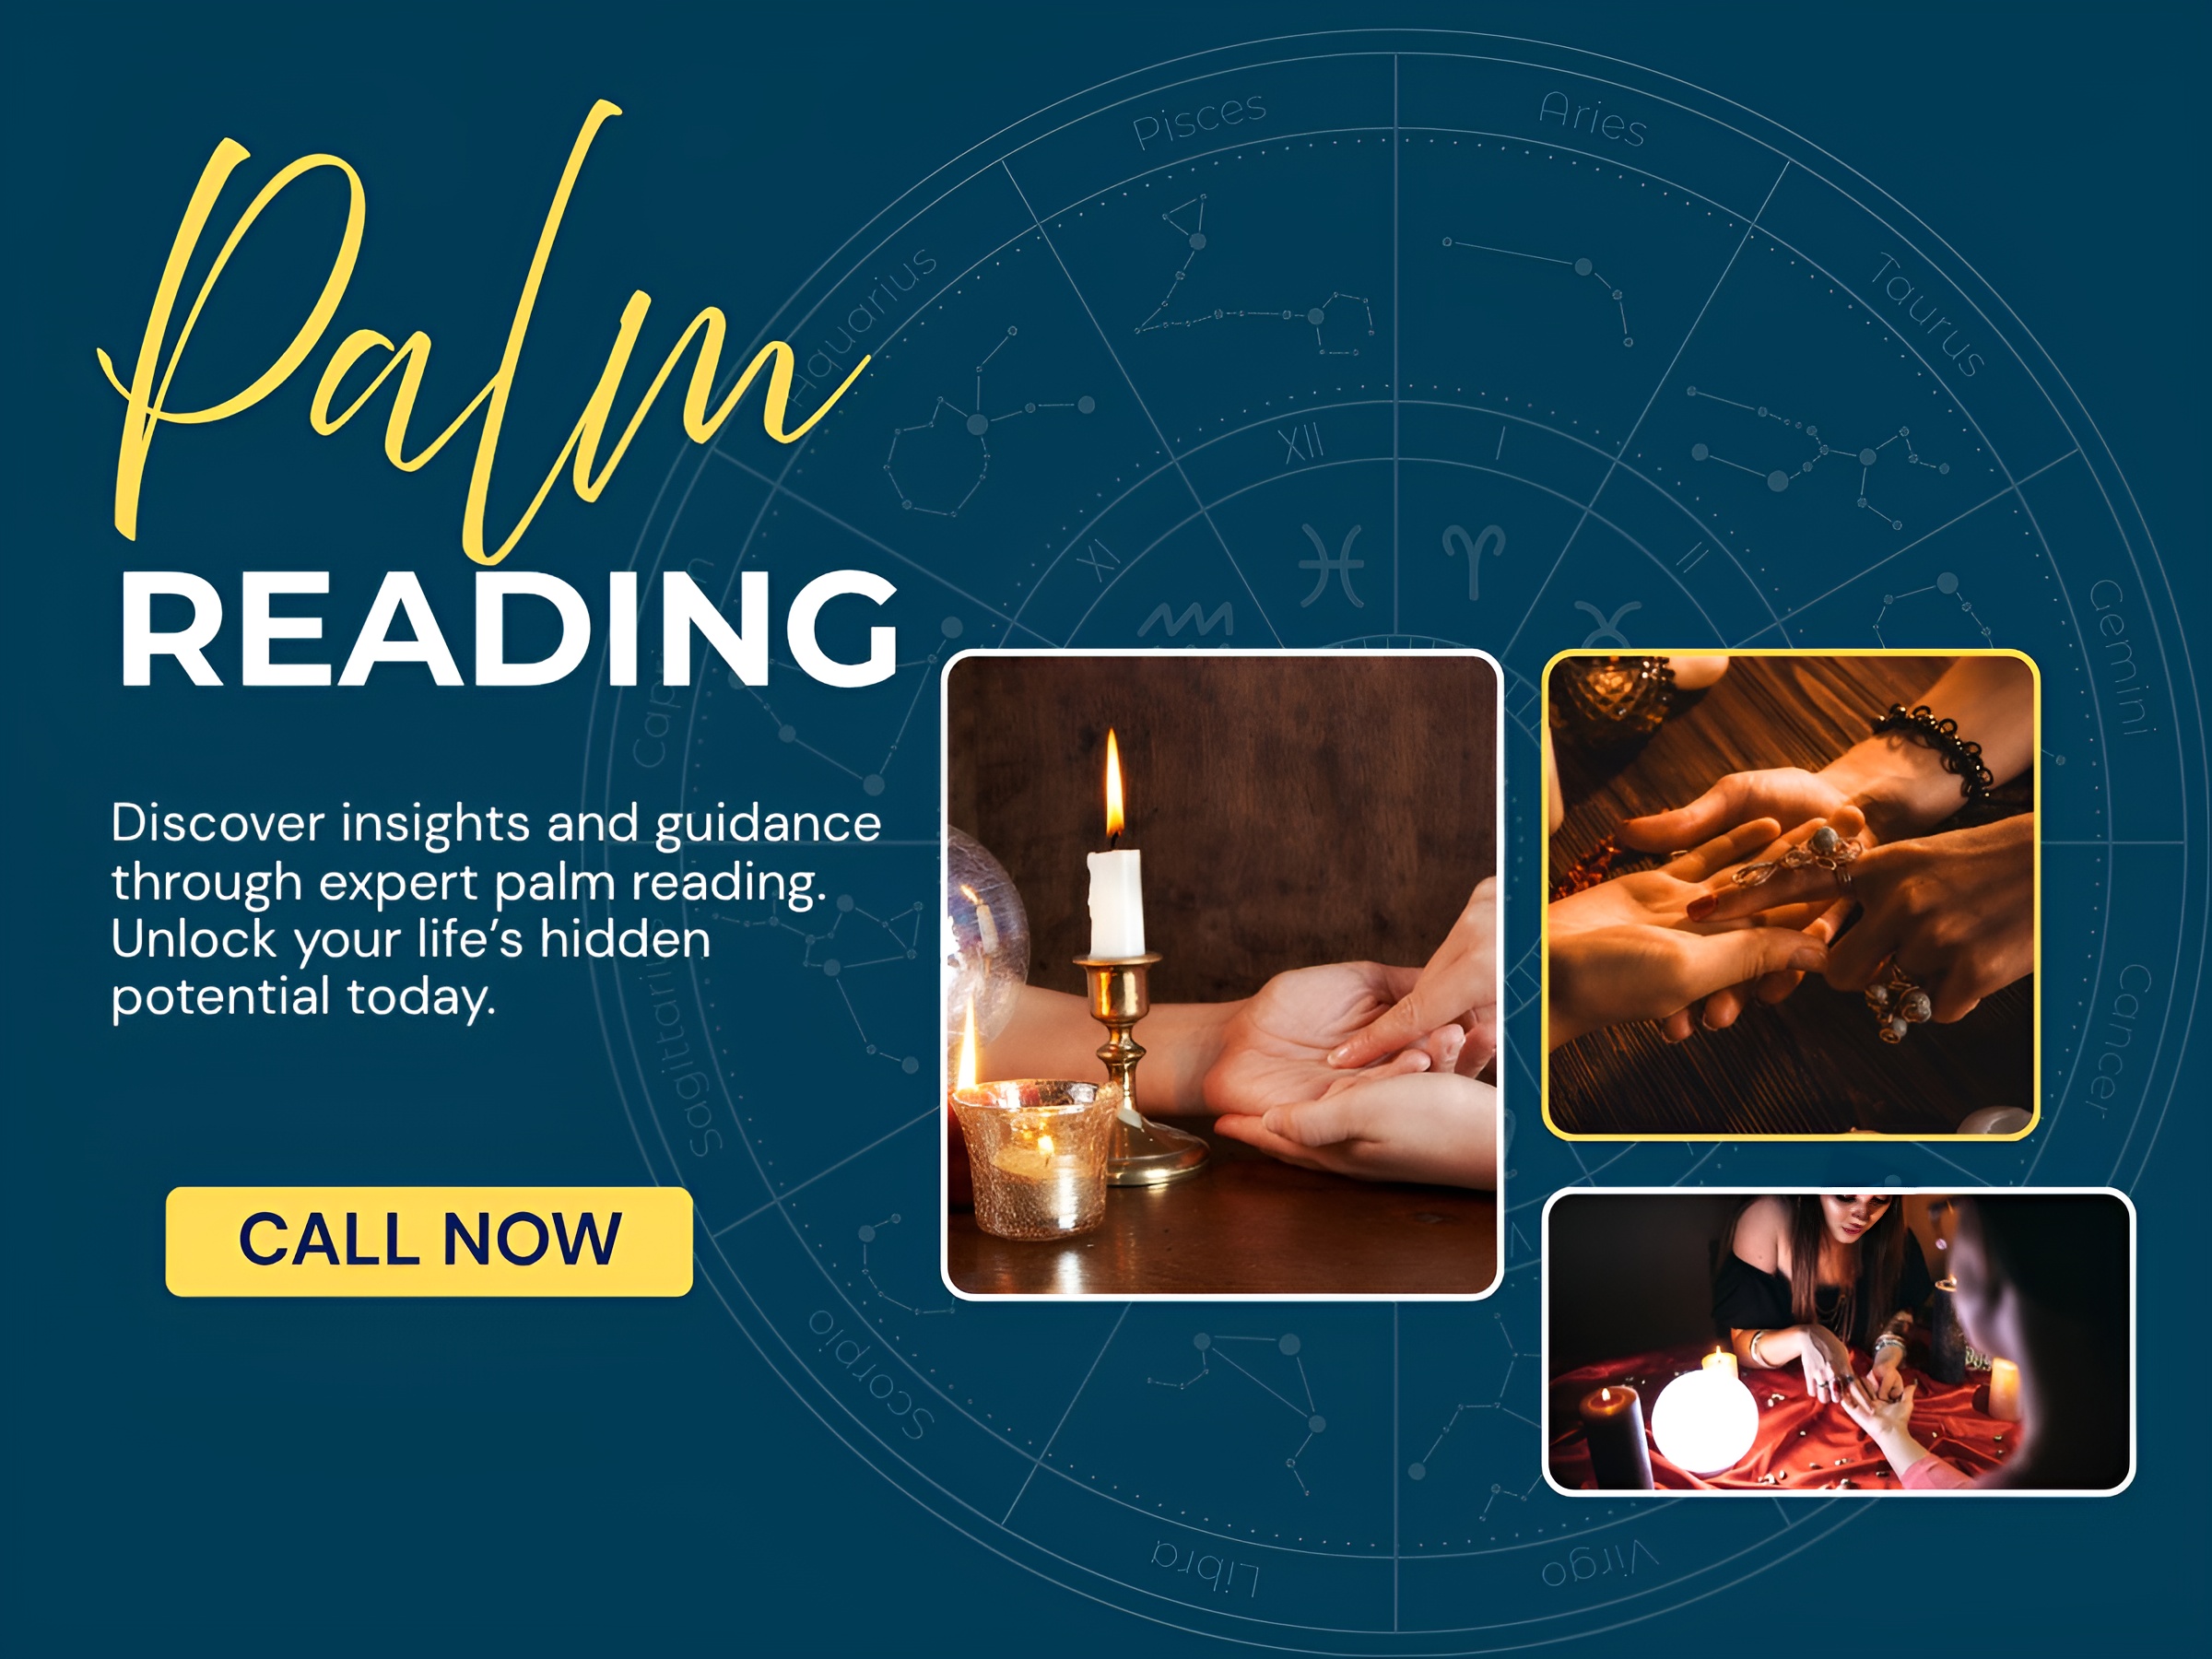 Palm
READING
Discover insights and guidance
through expert palm reading.
Unlock your life’s hidden
potential today.
CALL NOW
Pisces
Aries
Taurus
Gemini
Cancer
Virgo
Libra
Scorpio
Sagittarius
Aquarius
XII
I
XI
II